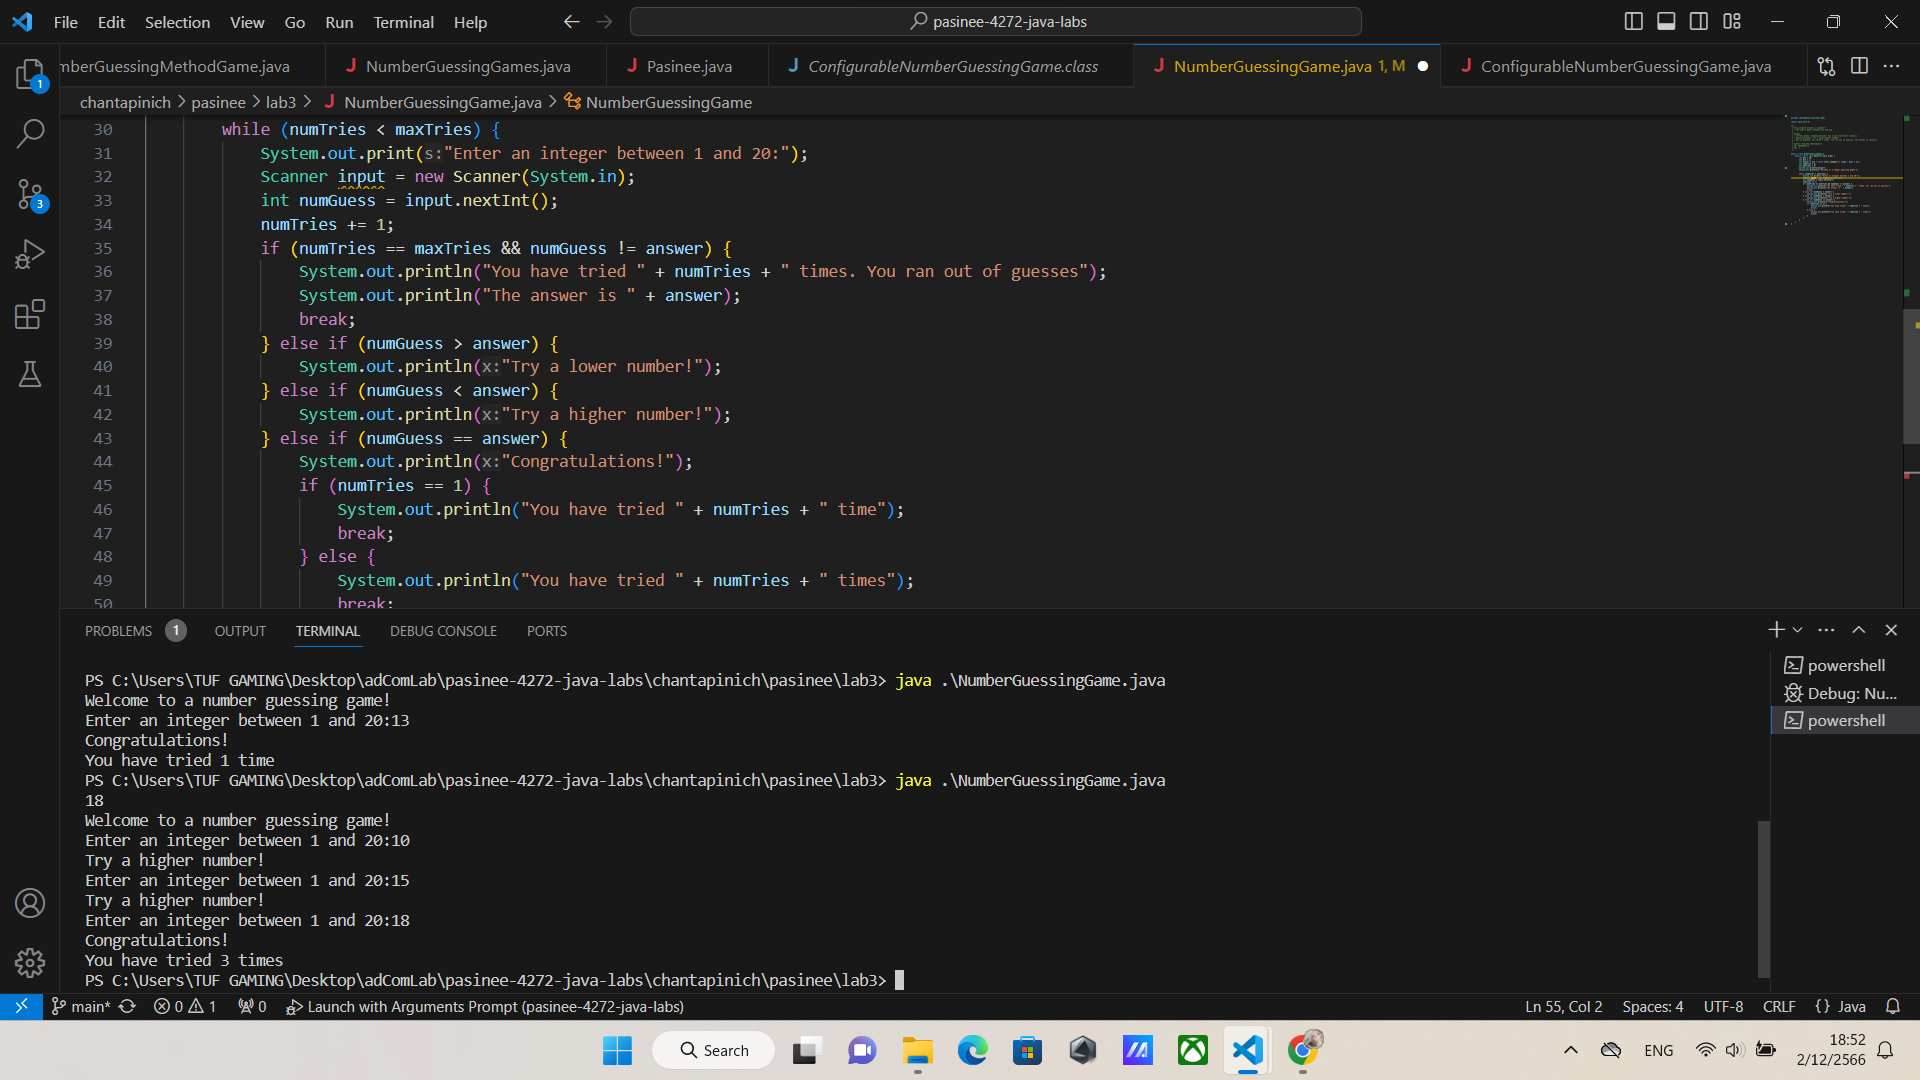 File Edit Selection View Go Run Terminal Help
pasinee-4272-java-labs
mberGuessingMethodGame.java
NumberGuessingGames.java
Pasinee.java
ConfigurableNumberGuessingGame.class
NumberGuessingGame.java 1, M
ConfigurableNumberGuessingGame.java
chantapinich > pasinee > lab3 > NumberGuessingGame.java > NumberGuessingGame
30 while (numTries < maxTries) {
31 System.out.print(s:"Enter an integer between 1 and 20:");
32 Scanner input = new Scanner(System.in);
33 int numGuess = input.nextInt();
34 numTries += 1;
35 if (numTries == maxTries && numGuess != answer) {
36 System.out.println("You have tried " + numTries + " times. You ran out of guesses");
37 System.out.println("The answer is " + answer);
38 break;
39 } else if (numGuess > answer) {
40 System.out.println(x:"Try a lower number!");
41 } else if (numGuess < answer) {
42 System.out.println(x:"Try a higher number!");
43 } else if (numGuess == answer) {
44 System.out.println(x:"Congratulations!");
45 if (numTries == 1) {
46 System.out.println("You have tried " + numTries + " time");
47 break;
48 } else {
49 System.out.println("You have tried " + numTries + " times");
50 break;
PROBLEMS 1 OUTPUT TERMINAL DEBUG CONSOLE PORTS
PS C:\Users\TUF GAMING\Desktop\adComLab\pasinee-4272-java-labs\chantapinich\pasinee\lab3> java .\NumberGuessingGame.java
Welcome to a number guessing game!
Enter an integer between 1 and 20:13
Congratulations!
You have tried 1 time
PS C:\Users\TUF GAMING\Desktop\adComLab\pasinee-4272-java-labs\chantapinich\pasinee\lab3> java .\NumberGuessingGame.java
18
Welcome to a number guessing game!
Enter an integer between 1 and 20:10
Try a higher number!
Enter an integer between 1 and 20:15
Try a higher number!
Enter an integer between 1 and 20:18
Congratulations!
You have tried 3 times
PS C:\Users\TUF GAMING\Desktop\adComLab\pasinee-4272-java-labs\chantapinich\pasinee\lab3>
powershell
Debug: Nu...
powershell
1
3
main* 0 1 0 Launch with Arguments Prompt (pasinee-4272-java-labs)
Ln 55, Col 2 Spaces: 4 UTF-8 CRLF {} Java
Search
ENG
18:52
2/12/2566